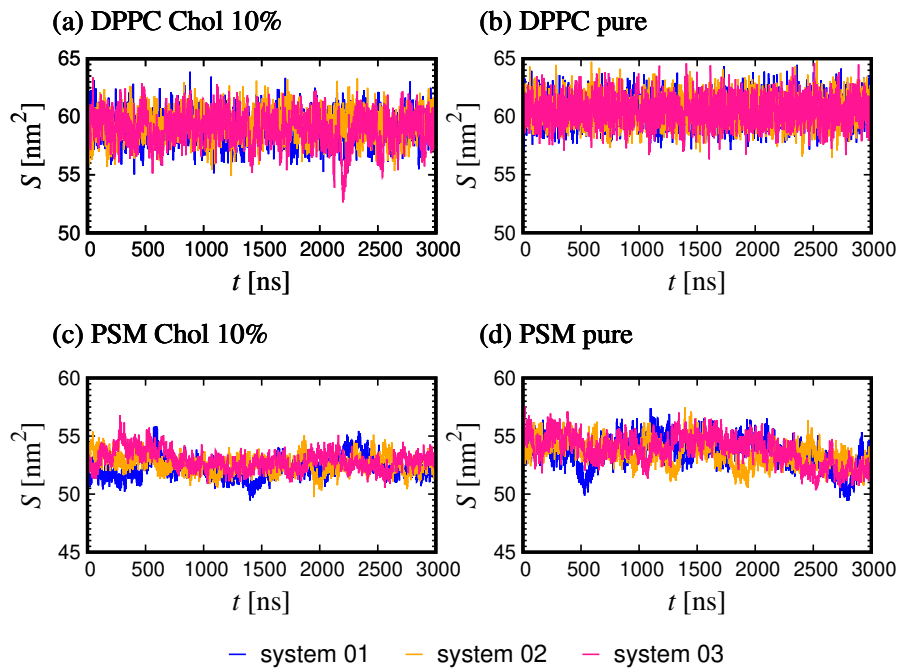 (a) DPPC Chol 10%
(b) DPPC pure
65
60
55
50
S [nm²]
0 500 1000 1500 2000 2500 3000
t [ns]
65
60
55
50
S [nm²]
0 500 1000 1500 2000 2500 3000
t [ns]
(c) PSM Chol 10%
(d) PSM pure
60
55
50
45
S [nm²]
0 500 1000 1500 2000 2500 3000
t [ns]
60
55
50
45
S [nm²]
0 500 1000 1500 2000 2500 3000
t [ns]
system 01 system 02 system 03